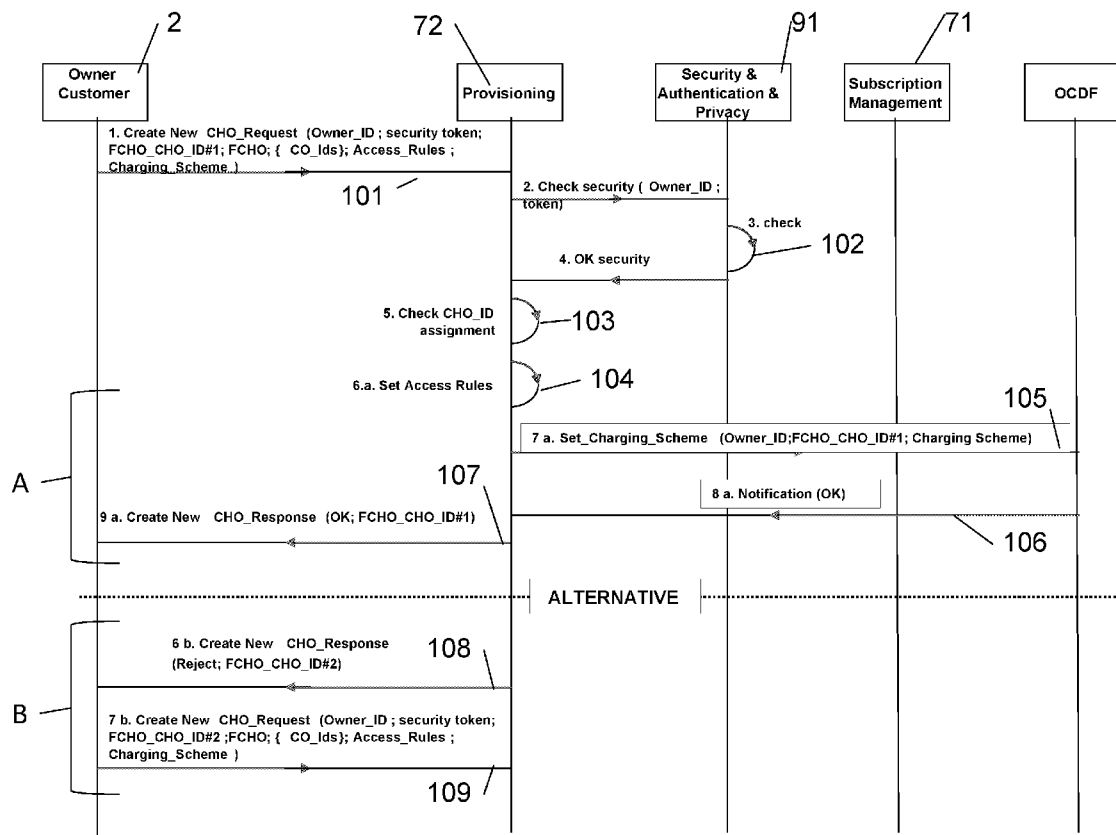 2
72
91
71
Owner
Customer
Provisioning
Security &
Authentication &
Privacy
Subscription
Management
OCDF
1. Create New CHO_Request (Owner_ID ; security token;
FCHO_CHO_ID#1; FCHO; { CO_Ids}; Access_Rules ;
Charging_Scheme )
101
2. Check security ( Owner_ID ;
token)
3. check
102
4. OK security
5. Check CHO_ID
assignment
103
6.a. Set Access Rules
104
A
7 a. Set_Charging_Scheme (Owner_ID;FCHO_CHO_ID#1; Charging Scheme)
105
8 a. Notification (OK)
106
107
9 a. Create New CHO_Response (OK; FCHO_CHO_ID#1)
ALTERNATIVE
B
6 b. Create New CHO_Response
(Reject; FCHO_CHO_ID#2)
108
7 b. Create New CHO_Request (Owner_ID ; security token;
FCHO_CHO_ID#2 ;FCHO; { CO_Ids}; Access_Rules ;
Charging_Scheme )
109